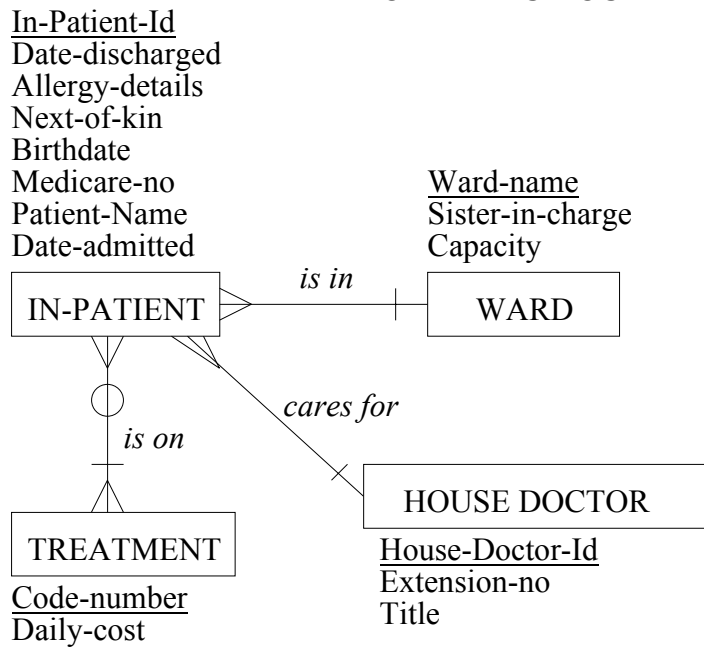 In-Patient-Id
Date-discharged
Allergy-details
Next-of-kin
Birthdate
Medicare-no
Patient-Name
Date-admitted
Ward-name
Sister-in-charge
Capacity
IN-PATIENT
is in
WARD
cares for
is on
HOUSE DOCTOR
TREATMENT
House-Doctor-Id
Extension-no
Title
Code-number
Daily-cost